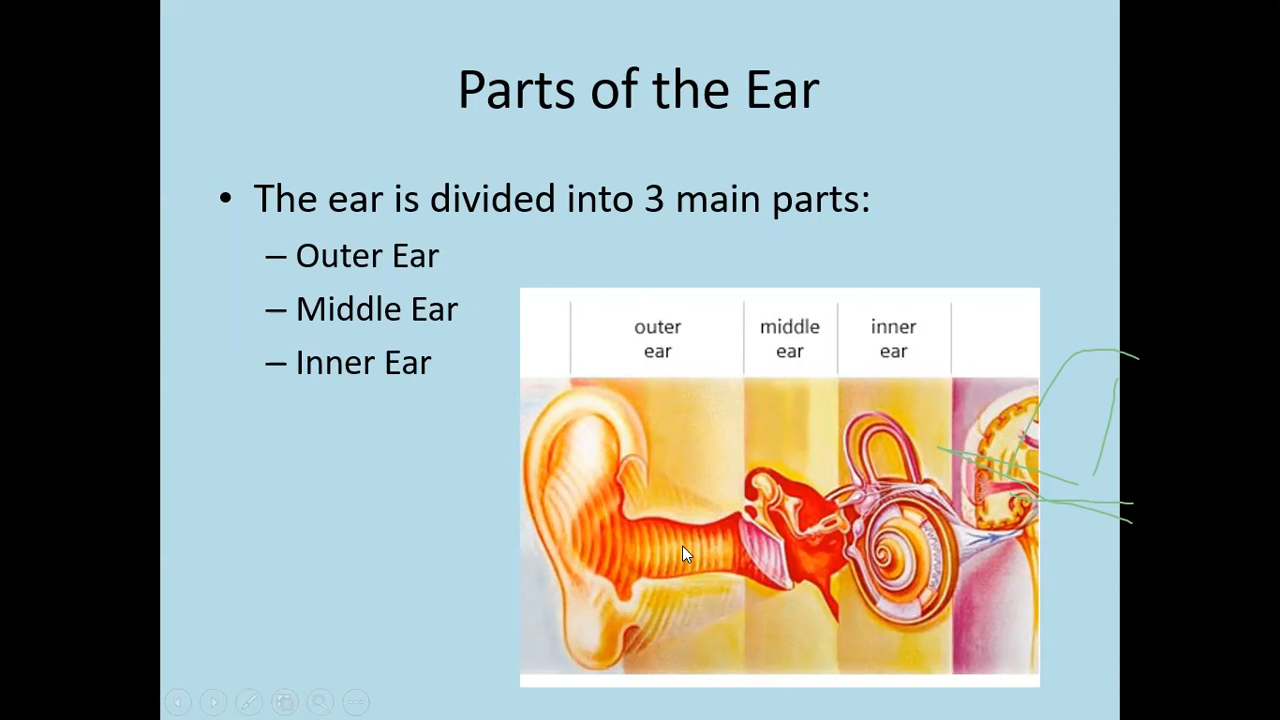 Parts of the Ear
• The ear is divided into 3 main parts:
– Outer Ear
– Middle Ear
– Inner Ear
outer ear
middle ear
inner ear